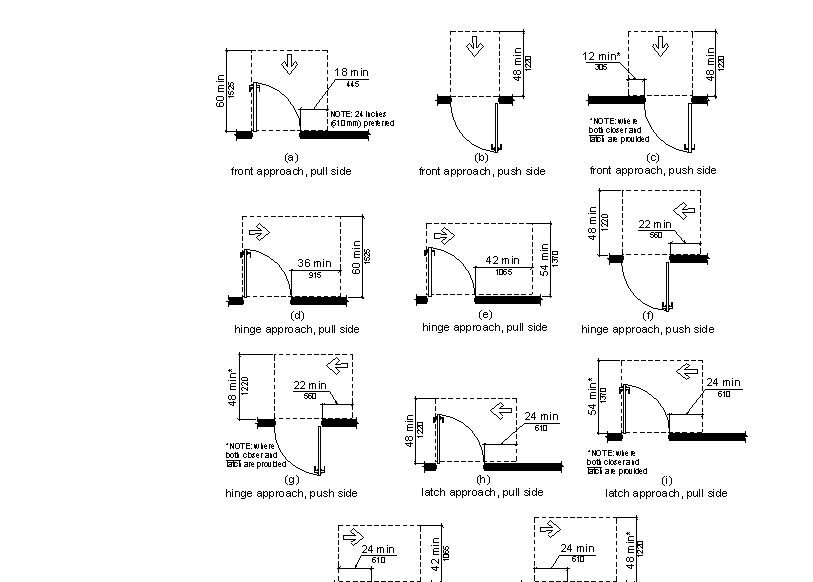 60 min
1525
18 min
445
NOTE: 24 inches
(610 mm) preferred
(a)
front approach, pull side
48 min
1220
(b)
front approach, push side
12 min*
305
48 min
1220
*NOTE: where
both closer and
latch are provided
(c)
front approach, push side
36 min
915
60 min
1525
(d)
hinge approach, pull side
42 min
1065
54 min
1370
(e)
hinge approach, pull side
48 min
1220
22 min
560
(f)
hinge approach, push side
48 min*
1220
22 min
560
*NOTE: where
both closer and
latch are provided
(g)
hinge approach, push side
48 min
1220
24 min
610
(h)
latch approach, pull side
54 min*
1370
24 min
610
*NOTE: where
both closer and
latch are provided
(i)
latch approach, pull side
24 min
610
42 min
1065
24 min
610
48 min*
1220